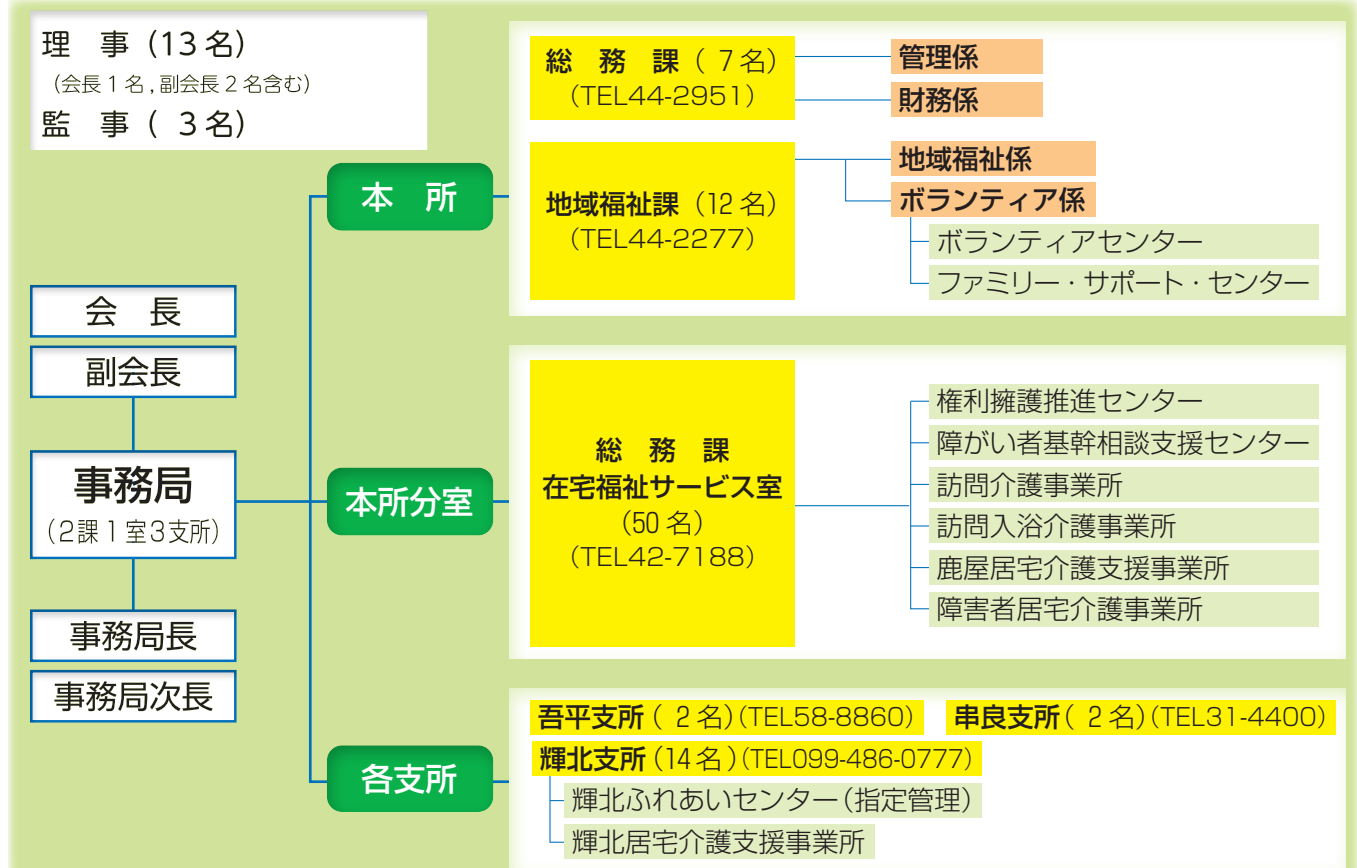 理　事（13名）
（会長1名，副会長2名含む）
監　事（ 3名）
会　長
副会長
事務局
（2課1室3支所）
事務局長
事務局次長
本　所
総　務　課（ 7名）
（TEL44-2951）
管理係
財務係
地域福祉課（12名）
（TEL44-2277）
地域福祉係
ボランティア係
ボランティアセンター
ファミリー・サポート・センター
本所分室
総　務　課
在宅福祉サービス室
（50名）
（TEL42-7188）
権利擁護推進センター
障がい者基幹相談支援センター
訪問介護事業所
訪問入浴介護事業所
鹿屋居宅介護支援事業所
障害者居宅介護事業所
各支所
吾平支所（ 2名）（TEL58-8860）
串良支所（ 2名）（TEL31-4400）
輝北支所（14名）（TEL099-486-0777）
輝北ふれあいセンター（指定管理）
輝北居宅介護支援事業所